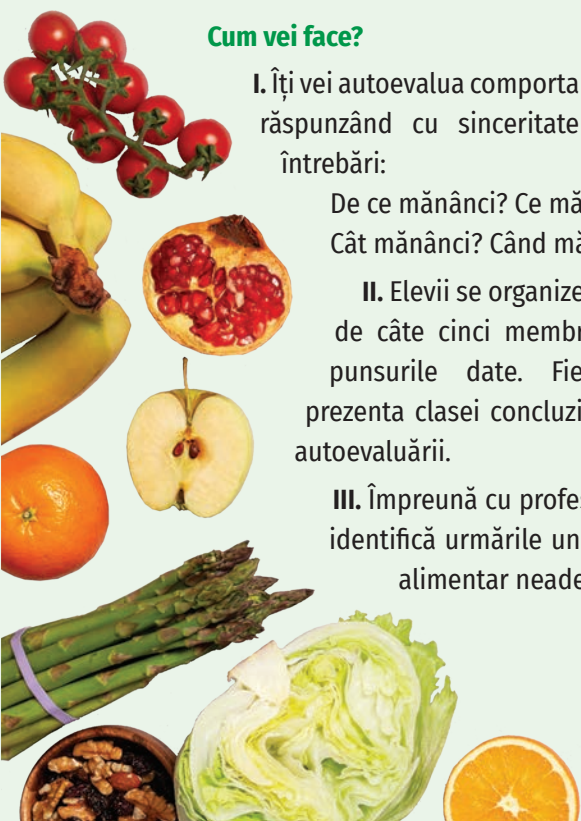 Cum vei face?
I. Îți vei autoevalua comporta
răspunzând cu sinceritate
întrebări:
De ce mănânci? Ce mă
Cât mănânci? Când mă
II. Elevii se organize
de câte cinci membr
punsurile date. Fie
prezenta clasei concluzi
autoevaluării.
III. Împreună cu profes
identifică urmările un
alimentar neade